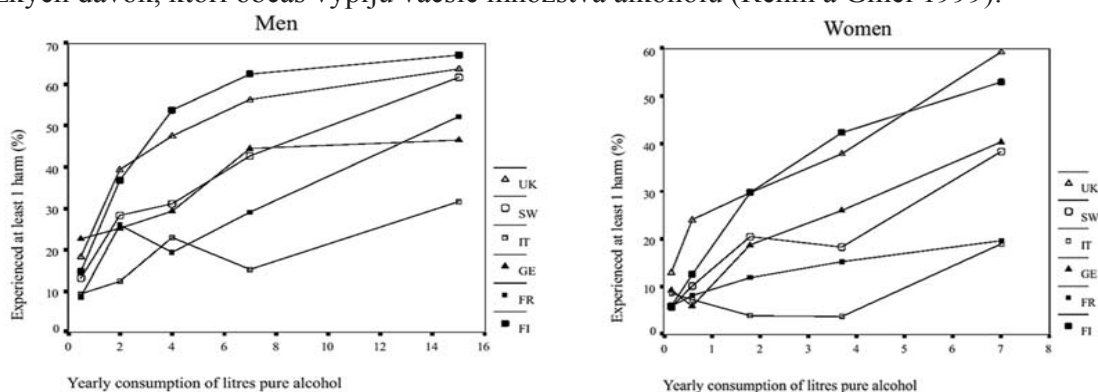 Men
Women
Experienced at least 1 harm (%)
70
60
50
40
30
20
10
0
0 2 4 6 8 10 12 14 16
Yearly consumption of litres pure alcohol
UK
SW
IT
GE
FR
FI
Experienced at least 1 harm (%)
60
50
40
30
20
10
0
0 1 2 3 4 5 6 7 8
Yearly consumption of litres pure alcohol
UK
SW
IT
GE
FR
FI